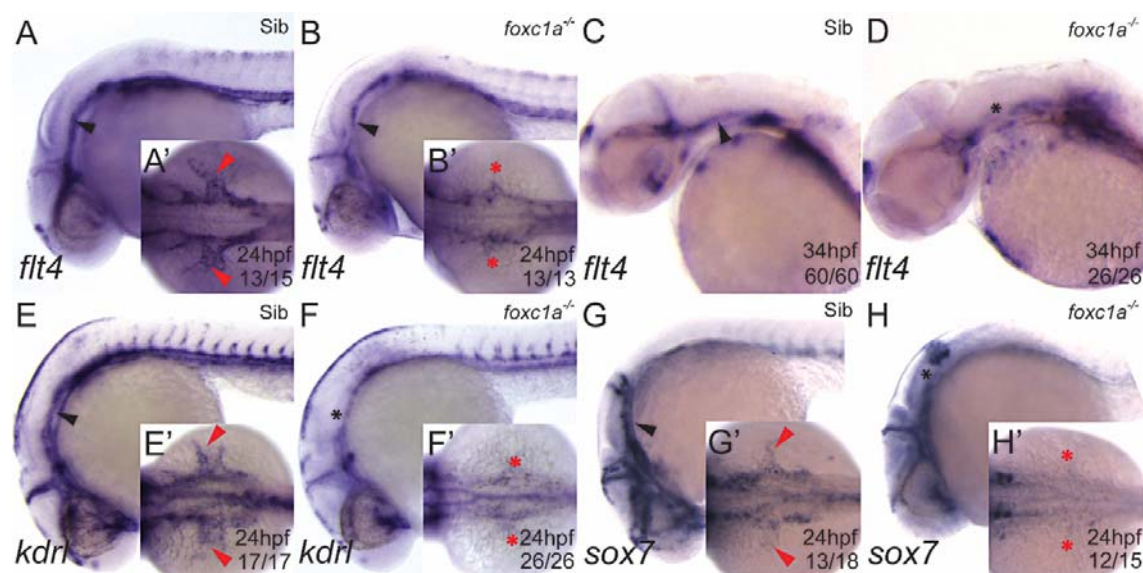 A Sib
B foxc1a-/-
C Sib
D foxc1a-/-
A'
24hpf
13/15
flt4
B'
24hpf
13/13
flt4
34hpf
60/60
flt4
34hpf
26/26
flt4
E Sib
F foxc1a-/-
G Sib
H foxc1a-/-
E'
24hpf
17/17
kdrl
F'
24hpf
26/26
kdrl
G'
24hpf
13/18
sox7
H'
24hpf
12/15
sox7